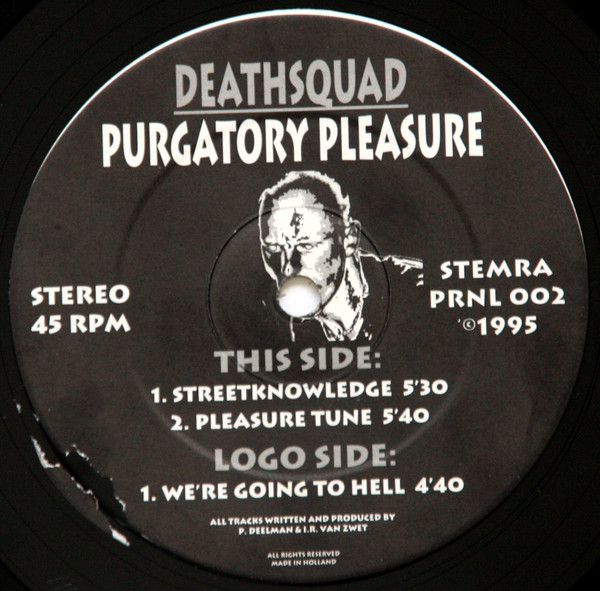 DEATHSQUAD
PURGATORY PLEASURE
STEREO
45 RPM
STEMRA
PRNL 002
©1995
THIS SIDE:
1. STREETKNOWLEDGE 5'30
2. PLEASURE TUNE 5'40
LOGO SIDE:
1. WE'RE GOING TO HELL 4'40
ALL TRACKS WRITTEN AND PRODUCED BY
P. DEELMAN & I.R. VAN ZWET
ALL RIGHTS RESERVED
MADE IN HOLLAND